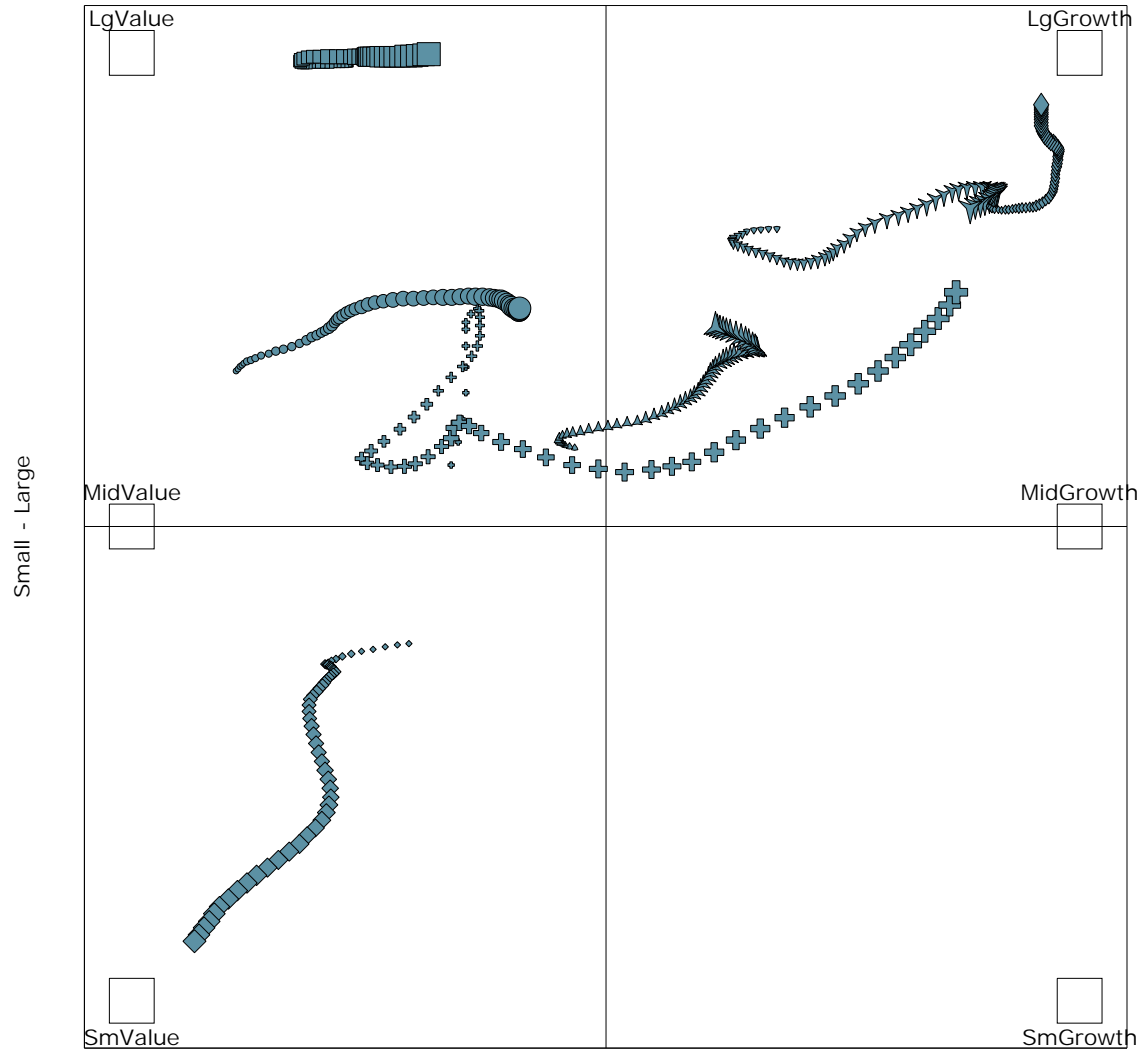 LgValue
LgGrowth
Small - Large
MidValue
MidGrowth
SmValue
SmGrowth